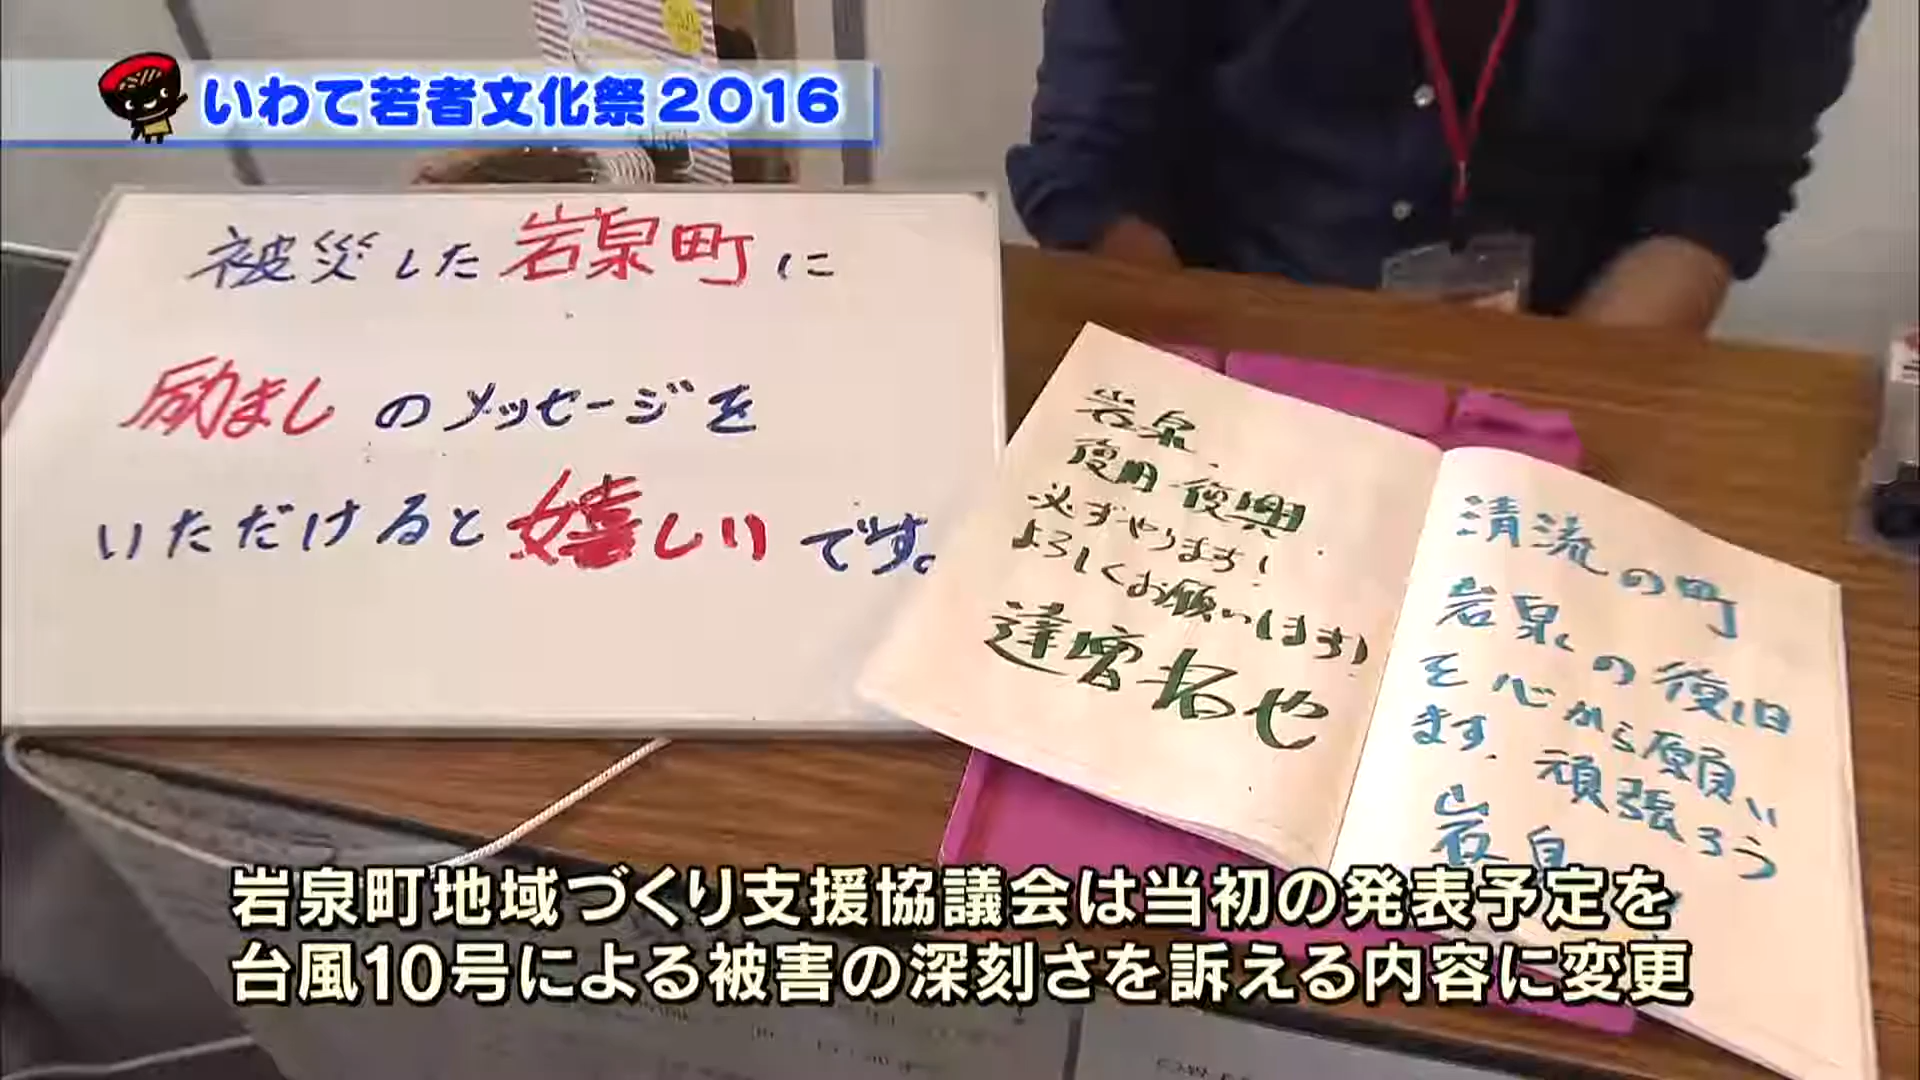 いわて若者文化祭2016
被災した岩泉町に
励ましのメッセージを
いただけると嬉しいです。
岩泉
復旧・復興
必ずやります!
よろしくお願いします!
達増拓也
清流の町
岩泉の復旧
を心から願い
ます.頑張ろう
岩泉
岩泉町地域づくり支援協議会は当初の発表予定を
台風10号による被害の深刻さを訴える内容に変更